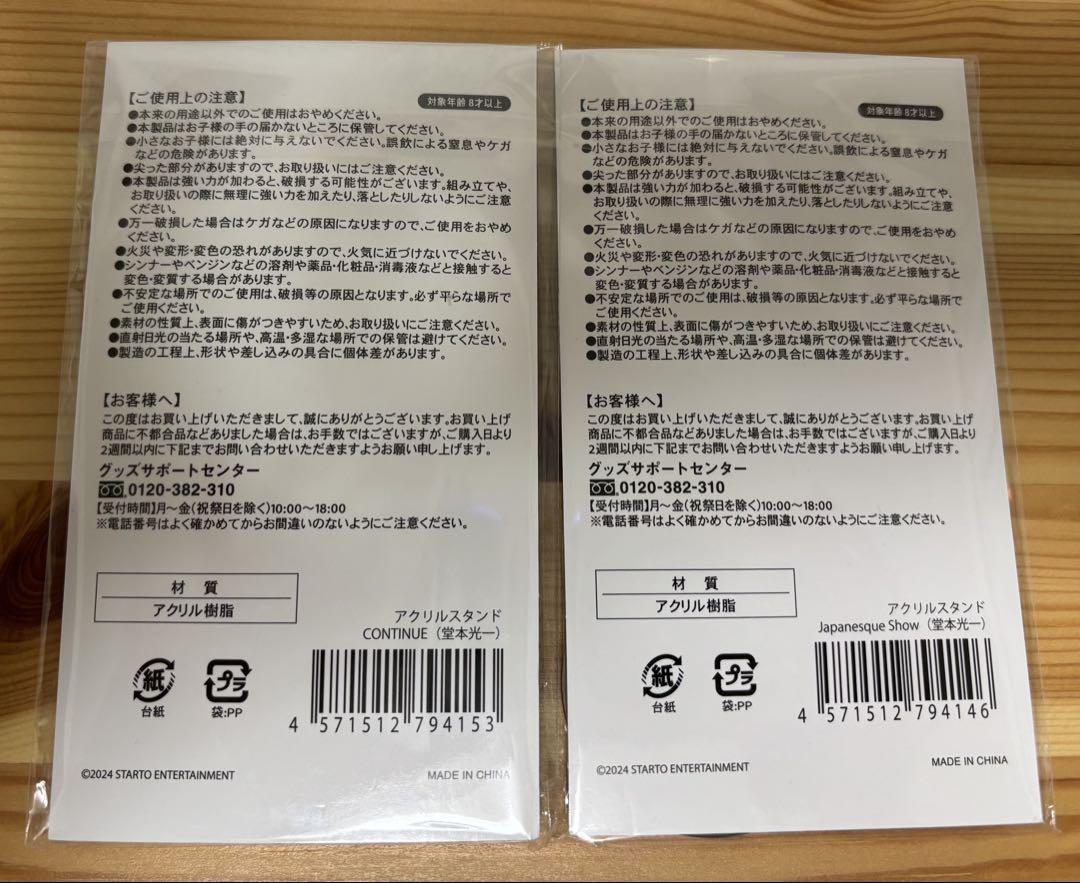 【ご使用上の注意】
対象年齢 8才以上
●本来の用途以外でのご使用はおやめください。
●本製品はお子様の手の届かないところに保管してください。
●小さなお子様には絶対に与えないでください。誤飲による窒息やケガ
などの危険があります。
●尖った部分がありますので、お取り扱いにはご注意ください。
●本製品は強い力が加わると、破損する可能性がございます。組み立てや、
お取り扱いの際に無理に強い力を加えたり、落としたりしないようにご注意
ください。
●万一破損した場合はケガなどの原因になりますので、ご使用をおやめ
ください。
●火災や変形・変色の恐れがありますので、火気に近づけないでください。
●シンナーやベンジンなどの溶剤や薬品・化粧品・消毒液などと接触すると
変色・変質する場合があります。
●不安定な場所でのご使用は、破損等の原因となります。必ず平らな場所で
ご使用ください。
●素材の性質上、表面に傷がつきやすいため、お取り扱いにご注意ください。
●直射日光の当たる場所や、高温・多湿な場所での保管は避けてください。
●製造の工程上、形状や差し込みの具合に個体差があります。
【お客様へ】
この度はお買い上げいただきまして、誠にありがとうございます。お買い上げ
商品に不都合品などありました場合は、お手数ではございますが、ご購入日より
2週間以内に下記までお問い合わせいただきますようお願い申し上げます。
グッズサポートセンター
0120-382-310
【受付時間】月〜金(祝祭日を除く)10:00〜18:00
※電話番号はよく確かめてからお間違いのないようにご注意ください。
材 質
アクリル樹脂
アクリルスタンド
CONTINUE（堂本光一）
紙
台紙
プラ
袋:PP
4 571512 794153
©2024 STARTO ENTERTAINMENT
MADE IN CHINA
【ご使用上の注意】
対象年齢 8才以上
●本来の用途以外でのご使用はおやめください。
●本製品はお子様の手の届かないところに保管してください。
●小さなお子様には絶対に与えないでください。誤飲による窒息やケガ
などの危険があります。
●尖った部分がありますので、お取り扱いにはご注意ください。
●本製品は強い力が加わると、破損する可能性がございます。組み立てや、
お取り扱いの際に無理に強い力を加えたり、落としたりしないようにご注意
ください。
●万一破損した場合はケガなどの原因になりますので、ご使用をおやめ
ください。
●火災や変形・変色の恐れがありますので、火気に近づけないでください。
●シンナーやベンジンなどの溶剤や薬品・化粧品・消毒液などと接触すると
変色・変質する場合があります。
●不安定な場所でのご使用は、破損等の原因となります。必ず平らな場所で
ご使用ください。
●素材の性質上、表面に傷がつきやすいため、お取り扱いにご注意ください。
●直射日光の当たる場所や、高温・多湿な場所での保管は避けてください。
●製造の工程上、形状や差し込みの具合に個体差があります。
【お客様へ】
この度はお買い上げいただきまして、誠にありがとうございます。お買い上げ
商品に不都合品などありました場合は、お手数ではございますが、ご購入日より
2週間以内に下記までお問い合わせいただきますようお願い申し上げます。
グッズサポートセンター
0120-382-310
【受付時間】月〜金(祝祭日を除く)10:00〜18:00
※電話番号はよく確かめてからお間違いのないようにご注意ください。
材 質
アクリル樹脂
アクリルスタンド
Japanesque Show（堂本光一）
紙
台紙
プラ
袋:PP
4 571512 794146
©2024 STARTO ENTERTAINMENT
MADE IN CHINA